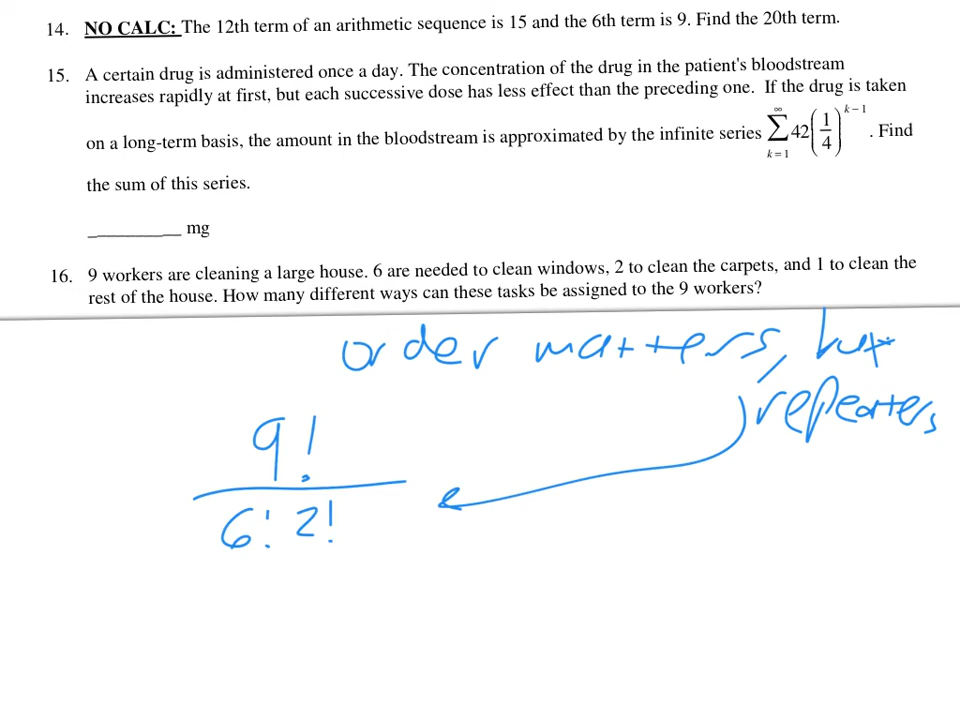 14. NO CALC: The 12th term of an arithmetic sequence is 15 and the 6th term is 9. Find the 20th term.
15. A certain drug is administered once a day. The concentration of the drug in the patient's bloodstream
increases rapidly at first, but each successive dose has less effect than the preceding one. If the drug is taken
on a long-term basis, the amount in the bloodstream is approximated by the infinite series ∞ ∑ k=1 42(1/4)^(k-1). Find
the sum of this series.
________ mg
16. 9 workers are cleaning a large house. 6 are needed to clean windows, 2 to clean the carpets, and 1 to clean the
rest of the house. How many different ways can these tasks be assigned to the 9 workers?
order matters, but
repeaters
9!
6! 2!